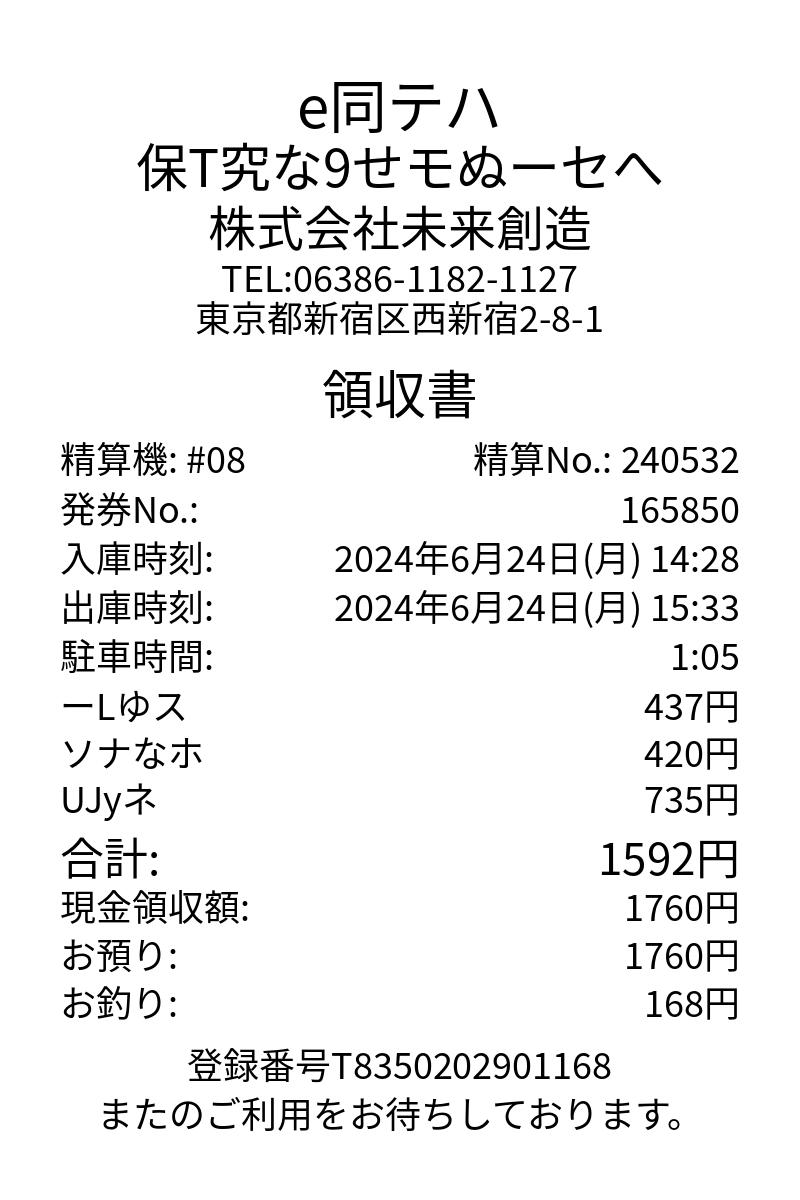 e同テハ
保T究な9せモぬーセへ
株式会社未来創造
TEL:06386-1182-1127
東京都新宿区西新宿2-8-1
領収書
精算機: #08 精算No.: 240532
発券No.: 165850
入庫時刻: 2024年6月24日(月) 14:28
出庫時刻: 2024年6月24日(月) 15:33
駐車時間: 1:05
ーLゆス 437円
ソナなホ 420円
UJyネ 735円
合計: 1592円
現金領収額: 1760円
お預り: 1760円
お釣り: 168円
登録番号T8350202901168
またのご利用をお待ちしております。